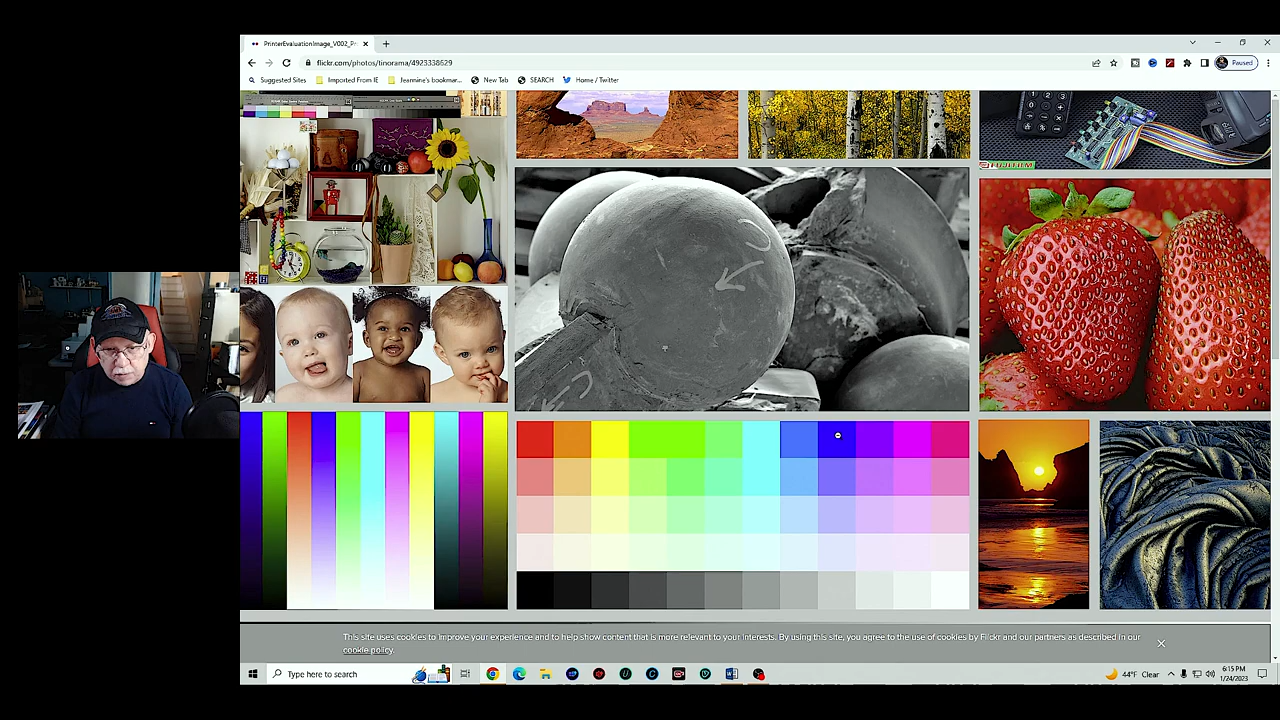 PrinterEvaluationImage_V002_Pr
flickr.com/photos/tinorama/4923338629
Paused
Suggested Sites
Imported From IE
Jeannine's bookmar...
New Tab
SEARCH
Home / Twitter
FUJIFILM
This site uses cookies to improve your experience and to help show content that is more relevant to your interests. By using this site, you agree to the use of cookies by Flickr and our partners as described in our
cookie policy.
Type here to search
44°F Clear
6:15 PM
1/24/2023